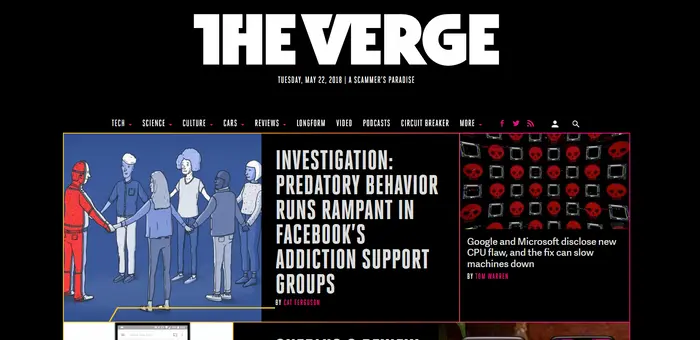 THE VERGE
TUESDAY, MAY 22, 2018 | A SCAMMER'S PARADISE
TECH SCIENCE CULTURE CARS REVIEWS LONGFORM VIDEO PODCASTS CIRCUIT BREAKER MORE
INVESTIGATION:
PREDATORY BEHAVIOR
RUNS RAMPANT IN
FACEBOOK'S
ADDICTION SUPPORT
GROUPS
BY CAT FERGUSON
Google and Microsoft disclose new
CPU flaw, and the fix can slow
machines down
BY TOM WARREN